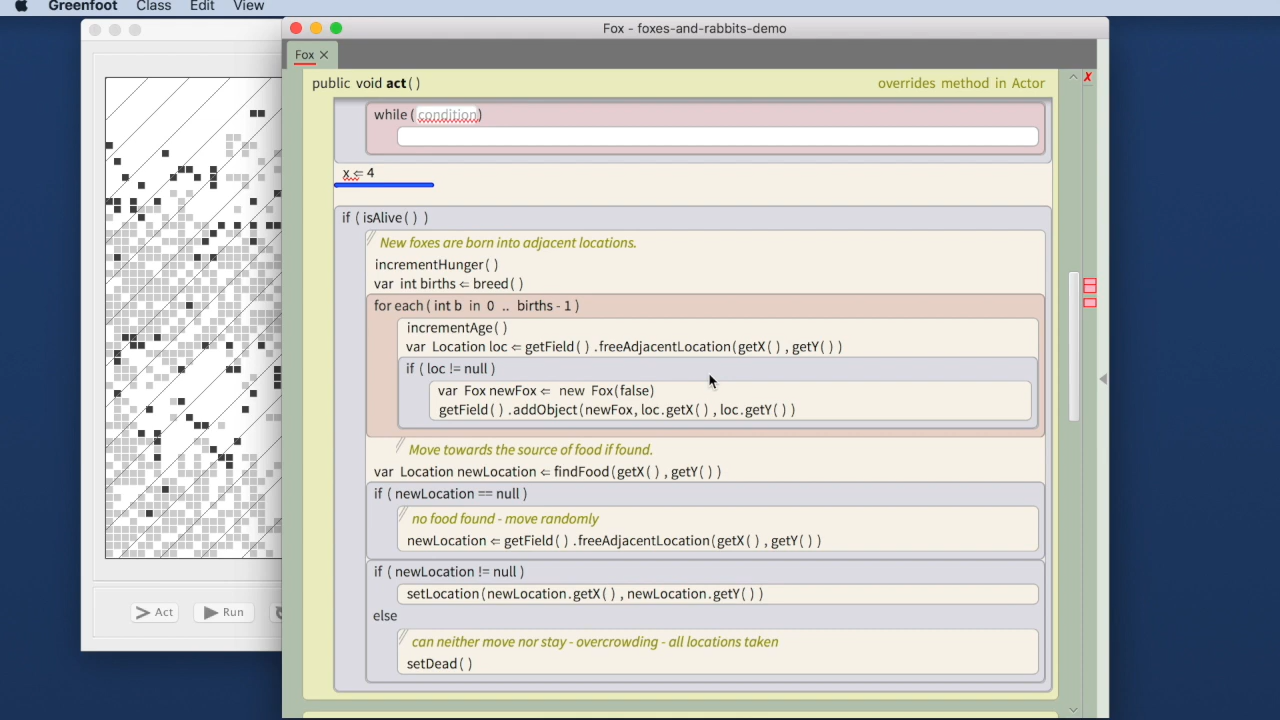 Greenfoot Class Edit View
Fox - foxes-and-rabbits-demo
Fox ×
public void act ( ) overrides method in Actor
while ( condition )
x ⇐ 4
if ( isAlive ( ) )
New foxes are born into adjacent locations.
incrementHunger ( )
var int births ⇐ breed ( )
for each ( int b in 0 .. births - 1 )
incrementAge ( )
var Location loc ⇐ getField ( ) .freeAdjacentLocation ( getX ( ) , getY ( ) )
if ( loc != null )
var Fox newFox ⇐ new Fox(false)
getField ( ) .addObject (newFox, loc.getX ( ) , loc.getY ( ) )
Move towards the source of food if found.
var Location newLocation ⇐ findFood (getX ( ) , getY ( ) )
if ( newLocation == null )
no food found - move randomly
newLocation ⇐ getField ( ) .freeAdjacentLocation (getX ( ) , getY ( ) )
if ( newLocation != null )
setLocation (newLocation.getX ( ) , newLocation.getY ( ) )
else
can neither move nor stay - overcrowding - all locations taken
setDead ( )
Act Run